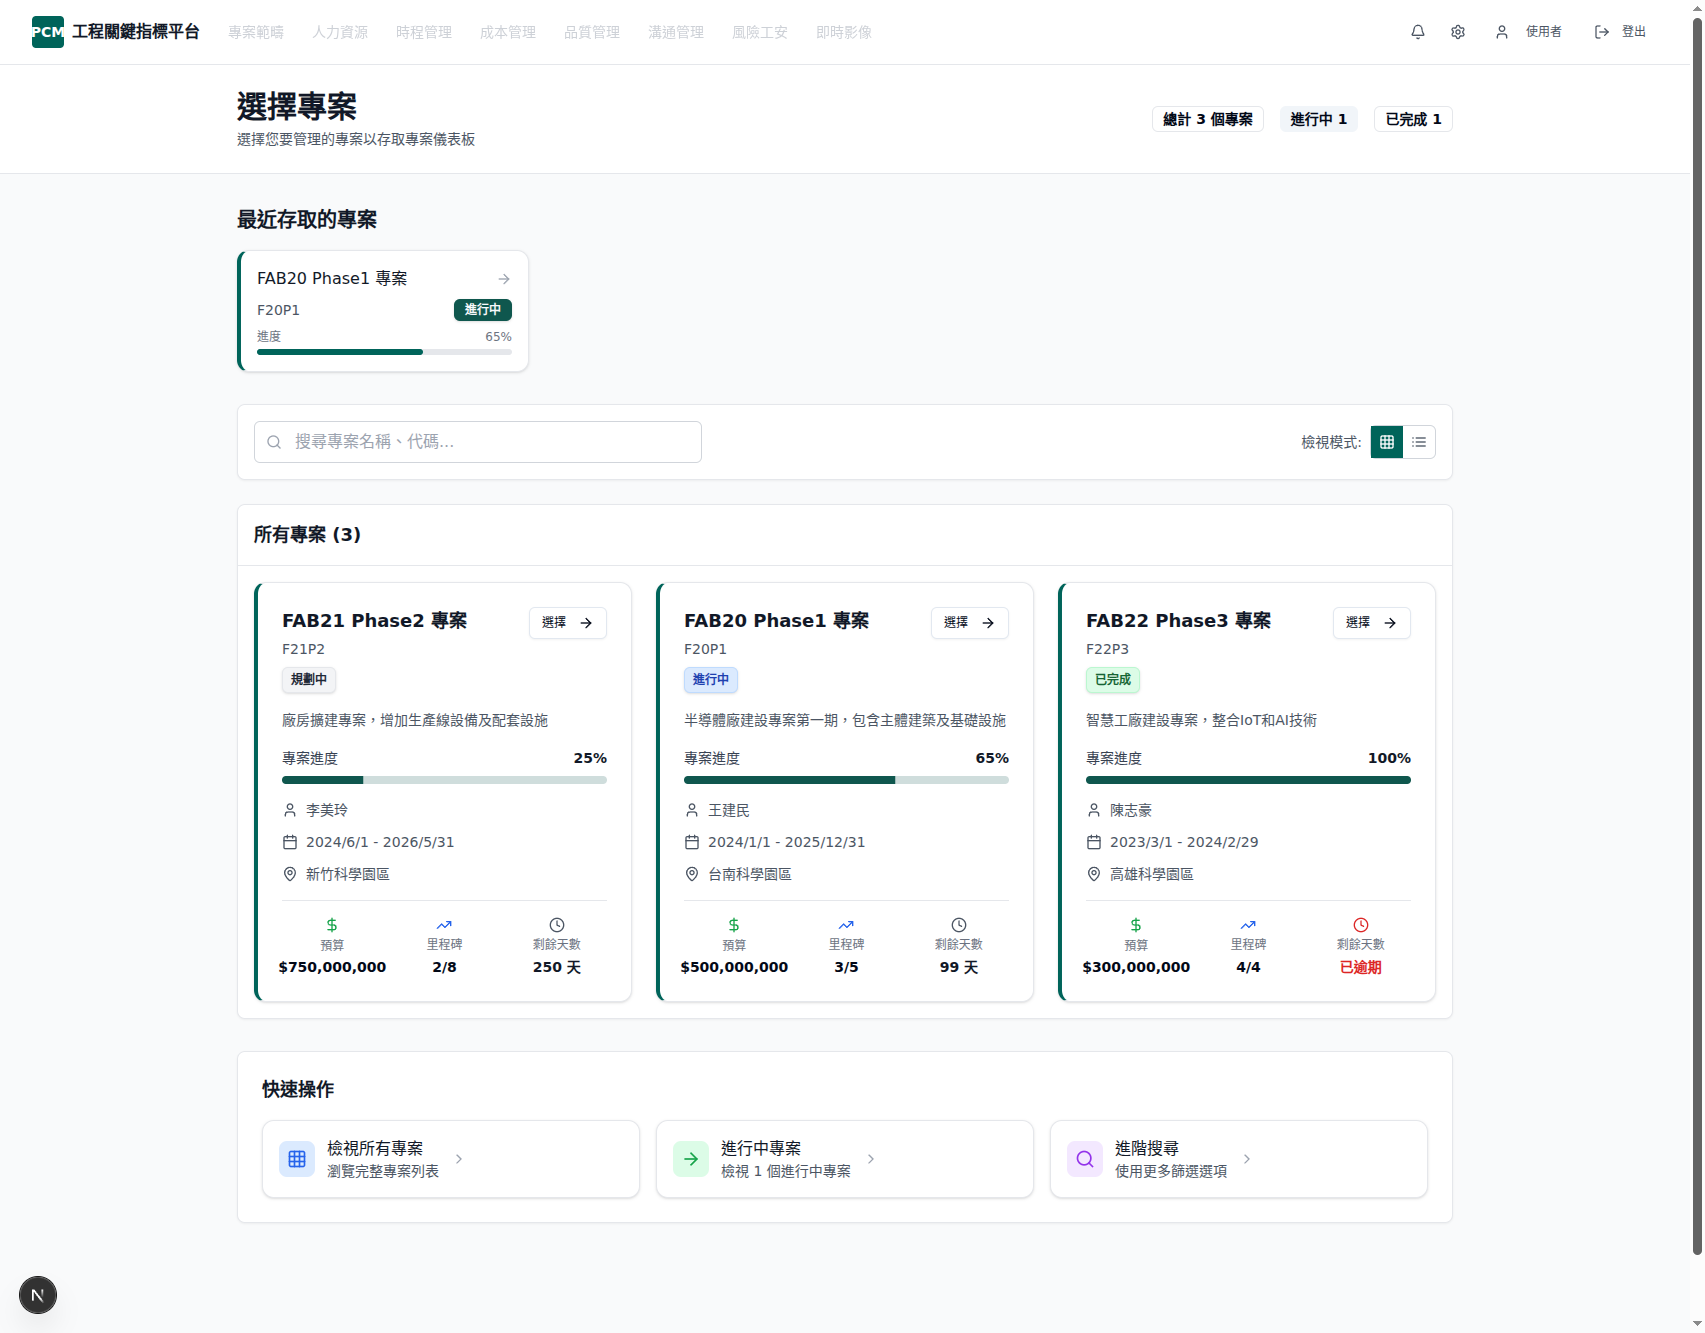 PCM 工程關鍵指標平台 專案範疇 人力資源 時程管理 成本管理 品質管理 溝通管理 風險工安 即時影像 使用者 登出
選擇專案
選擇您要管理的專案以存取專案儀表板
總計 3 個專案 進行中 1 已完成 1
最近存取的專案
FAB20 Phase1 專案
F20P1 進行中
進度 65%
搜尋專案名稱、代碼...
檢視模式:
所有專案 (3)
FAB21 Phase2 專案
選擇
F21P2
規劃中
廠房擴建專案，增加生產線設備及配套設施
專案進度 25%
李美玲
2024/6/1 - 2026/5/31
新竹科學園區
預算 里程碑 剩餘天數
$750,000,000 2/8 250 天
FAB20 Phase1 專案
選擇
F20P1
進行中
半導體廠建設專案第一期，包含主體建築及基礎設施
專案進度 65%
王建民
2024/1/1 - 2025/12/31
台南科學園區
預算 里程碑 剩餘天數
$500,000,000 3/5 99 天
FAB22 Phase3 專案
選擇
F22P3
已完成
智慧工廠建設專案，整合IoT和AI技術
專案進度 100%
陳志豪
2023/3/1 - 2024/2/29
高雄科學園區
預算 里程碑 剩餘天數
$300,000,000 4/4 已逾期
快速操作
檢視所有專案
瀏覽完整專案列表
進行中專案
檢視 1 個進行中專案
進階搜尋
使用更多篩選選項
N